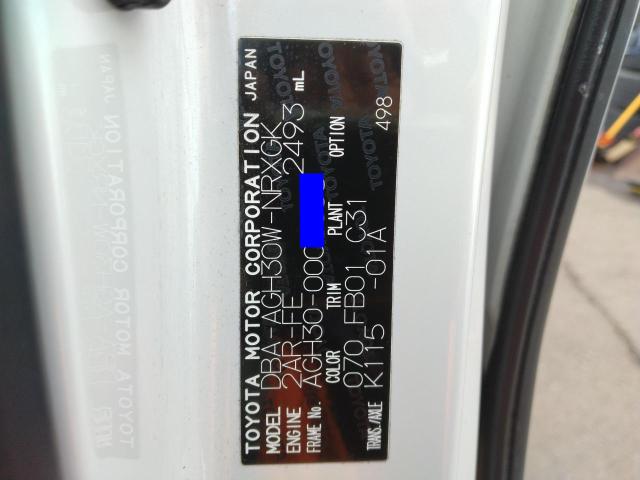 TOYOTA MOTOR CORPORATION JAPAN
MODEL DBA-AGH30W-NRXGK
ENGINE 2AR-FE 2493 mL
FRAME No. AGH30-000
COLOR TRIM PLANT OPTION
070 FB01 C31 498
TRANS./AXLE K115 -01A